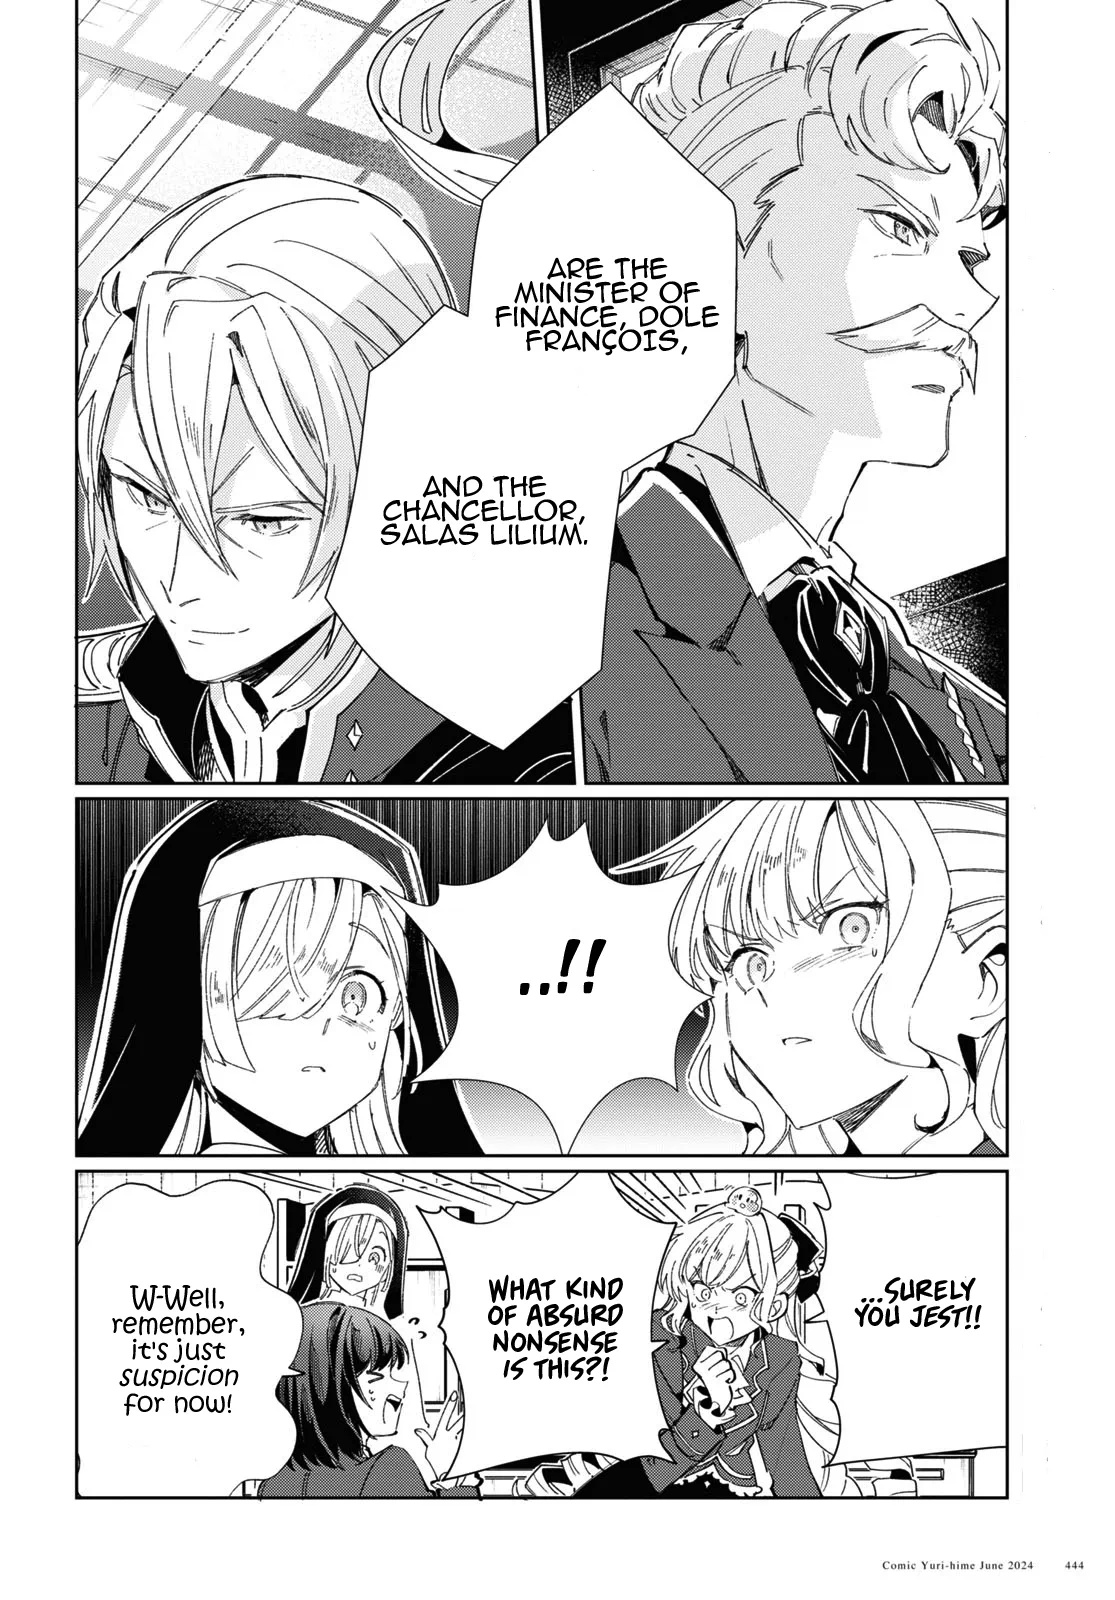 ARE THE
MINISTER OF
FINANCE, DOLE
FRANÇOIS,
AND THE
CHANCELLOR,
SALAS LILIUM.
..!!
...SURELY
YOU JEST!!
WHAT KIND
OF ABSURD
NONSENSE
IS THIS?!
W-Well,
remember,
it's just
suspicion
for now!
Comic Yuri-hime June 2024 444